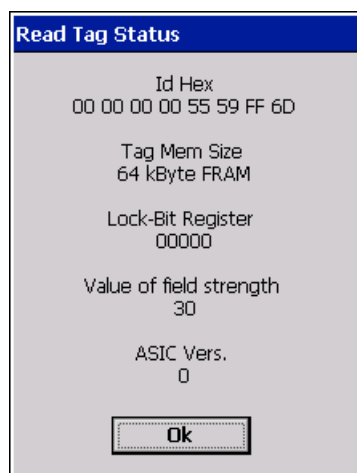 Read Tag Status
Id Hex
00 00 00 00 55 59 FF 6D
Tag Mem Size
64 kByte FRAM
Lock-Bit Register
00000
Value of field strength
30
ASIC Vers.
0
Ok